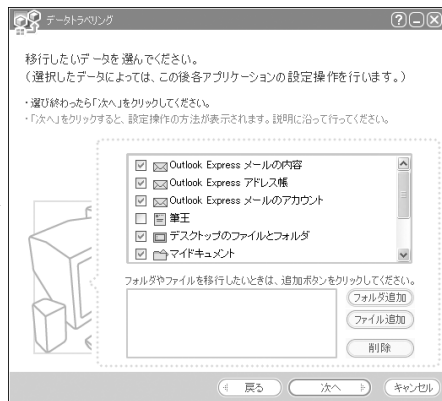 データトラベリング
移行したいデータを選んでください。
(選択したデータによっては、この後各アプリケーションの設定操作を行います。)
・選び終わったら「次へ」をクリックしてください。
・「次へ」をクリックすると、設定操作の方法が表示されます。説明に沿って行ってください。
Outlook Express メールの内容
Outlook Express アドレス帳
Outlook Express メールのアカウント
筆王
デスクトップのファイルとフォルダ
マイドキュメント
フォルダやファイルを移行したいときは、追加ボタンをクリックしてください。
フォルダ追加
ファイル追加
削除
戻る 次へ キャンセル